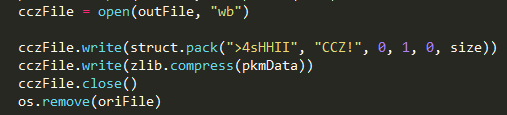 cczFile = open(outFile, "wb")
cczFile.write(struct.pack(">4sHHII", "CCZ!", 0, 1, 0, size))
cczFile.write(zlib.compress(pkmData))
cczFile.close()
os.remove(oriFile)